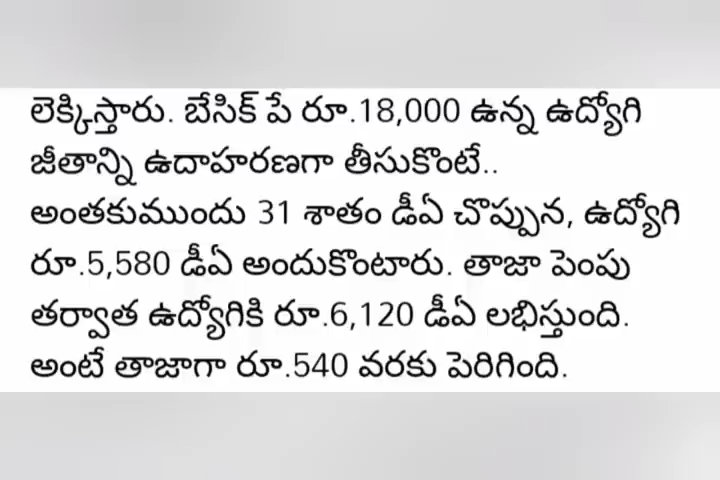 లెక్కిస్తారు. బేసిక్ పే రూ.18,000 ఉన్న ఉద్యోగి
జీతాన్ని ఉదాహరణగా తీసుకొంటే..
అంతకుముందు 31 శాతం డీఏ చొప్పున, ఉద్యోగి
రూ.5,580 డీఏ అందుకొంటారు. తాజా పెంపు
తర్వాత ఉద్యోగికి రూ.6,120 డీఏ లభిస్తుంది.
అంటే తాజాగా రూ.540 వరకు పెరిగింది.